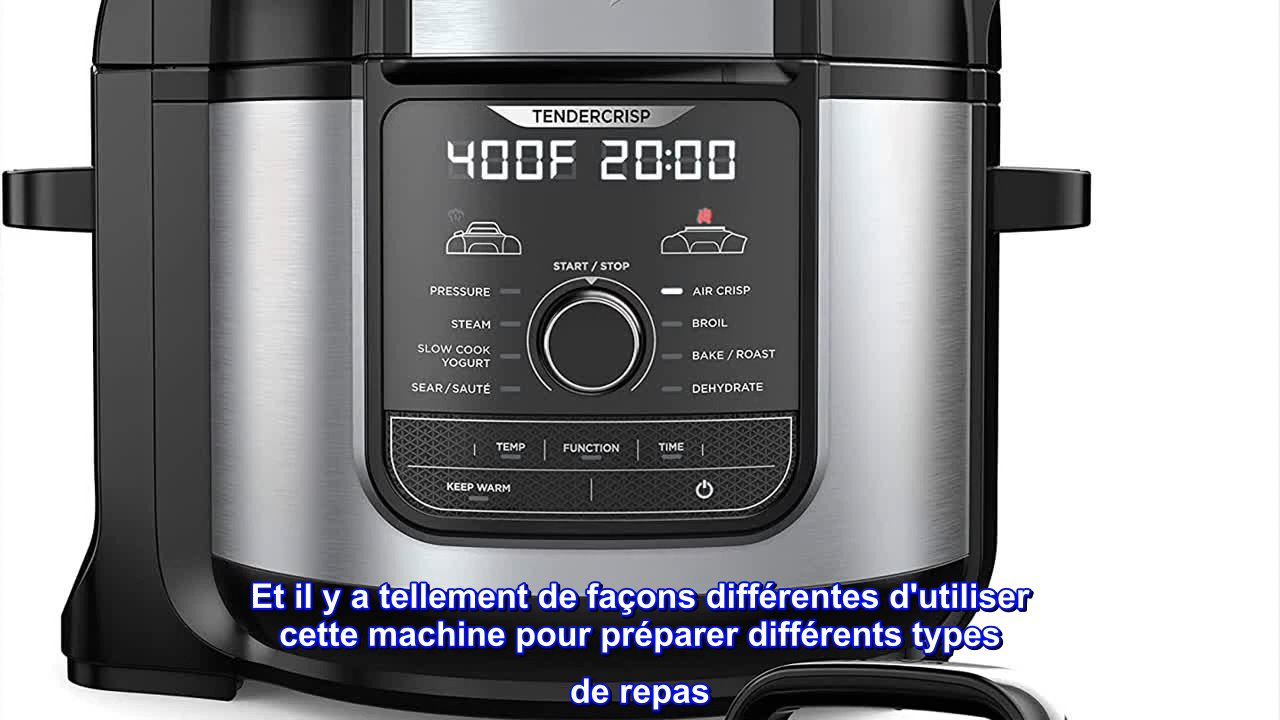 TENDERCRISP
400F 20:00
START / STOP
PRESSURE
AIR CRISP
STEAM
BROIL
SLOW COOK
YOGURT
BAKE / ROAST
SEAR / SAUTÉ
DEHYDRATE
TEMP
FUNCTION
TIME
KEEP WARM
Et il y a tellement de façons différentes d'utiliser
cette machine pour préparer différents types
de repas